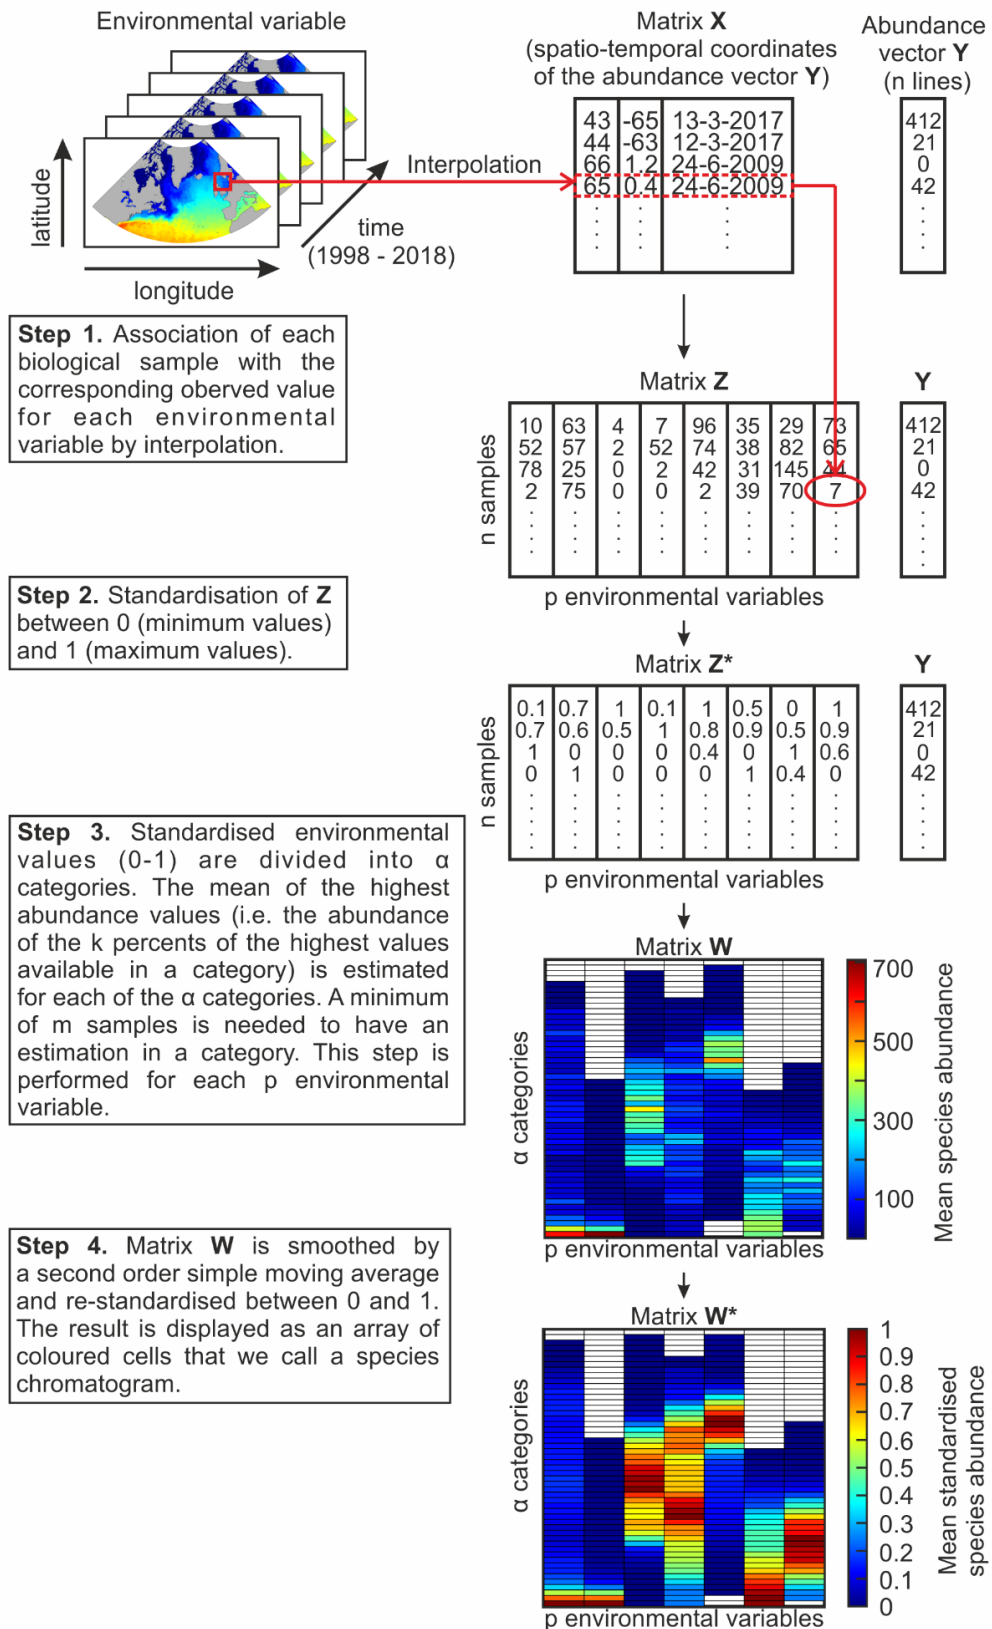 Environmental variable
latitude
longitude
time
(1998 - 2018)
Interpolation
Matrix X
(spatio-temporal coordinates
of the abundance vector Y)
43 -65 13-3-2017
44 -63 12-3-2017
66 1.2 24-6-2009
65 0.4 24-6-2009
Abundance
vector Y
(n lines)
412
21
0
42
Step 1. Association of each
biological sample with the
corresponding oberved value
for each environmental
variable by interpolation.
Matrix Z
n samples
10 63 4 7 96 35 29 73
52 57 2 52 74 38 82 65
78 25 0 2 42 31 145 44
2 75 0 0 2 39 70 7
p environmental variables
Y
412
21
0
42
Step 2. Standardisation of Z
between 0 (minimum values)
and 1 (maximum values).
Matrix Z*
n samples
0.1 0.7 1 0.1 1 0.5 0 1
0.7 0.6 0.5 1 0.8 0.9 0.5 0.9
1 0 0 0 0.4 0 1 0.6
0 1 0 0 0 1 0.4 0
p environmental variables
Y
412
21
0
42
Step 3. Standardised environmental
values (0-1) are divided into α
categories. The mean of the highest
abundance values (i.e. the abundance
of the k percents of the highest values
available in a category) is estimated
for each of the α categories. A minimum
of m samples is needed to have an
estimation in a category. This step is
performed for each p environmental
variable.
Matrix W
α categories
p environmental variables
700
500
300
100
Mean species abundance
Step 4. Matrix W is smoothed by
a second order simple moving average
and re-standardised between 0 and 1.
The result is displayed as an array of
coloured cells that we call a species
chromatogram.
Matrix W*
α categories
p environmental variables
1
0.9
0.8
0.7
0.6
0.5
0.4
0.3
0.2
0.1
0
Mean standardised
species abundance